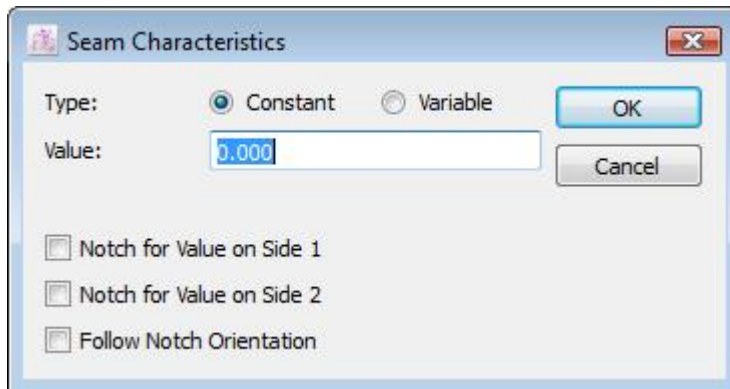 Seam Characteristics
Type: Constant Variable OK
Value: 0.000 Cancel
Notch for Value on Side 1
Notch for Value on Side 2
Follow Notch Orientation